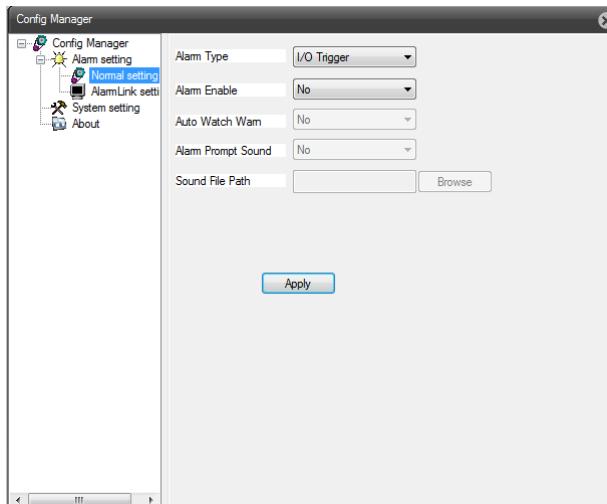 Config Manager
Config Manager
Alarm setting
Normal setting
AlarmLink setti
System setting
About
Alarm Type I/O Trigger
Alarm Enable No
Auto Watch Warn No
Alarm Prompt Sound No
Sound File Path Browse
Apply